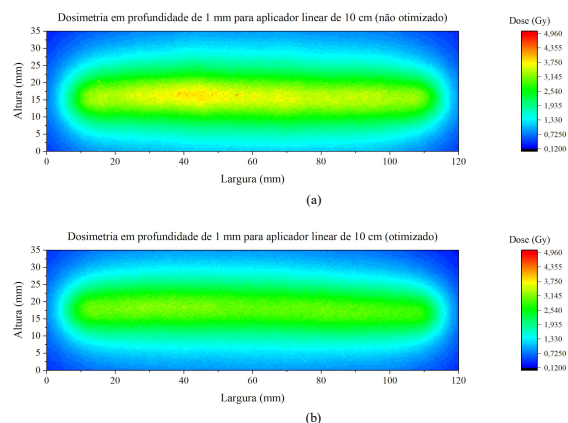 Dosimetria em profundidade de 1 mm para aplicador linear de 10 cm (não otimizado)
Dose (Gy)
35
30
25
20
15
10
5
0
Altura (mm)
0 20 40 60 80 100 120
Largura (mm)
4,960
4,355
3,750
3,145
2,540
1,935
1,330
0,7250
0,1200
(a)
Dosimetria em profundidade de 1 mm para aplicador linear de 10 cm (otimizado)
Dose (Gy)
35
30
25
20
15
10
5
0
Altura (mm)
0 20 40 60 80 100 120
Largura (mm)
4,960
4,355
3,750
3,145
2,540
1,935
1,330
0,7250
0,1200
(b)